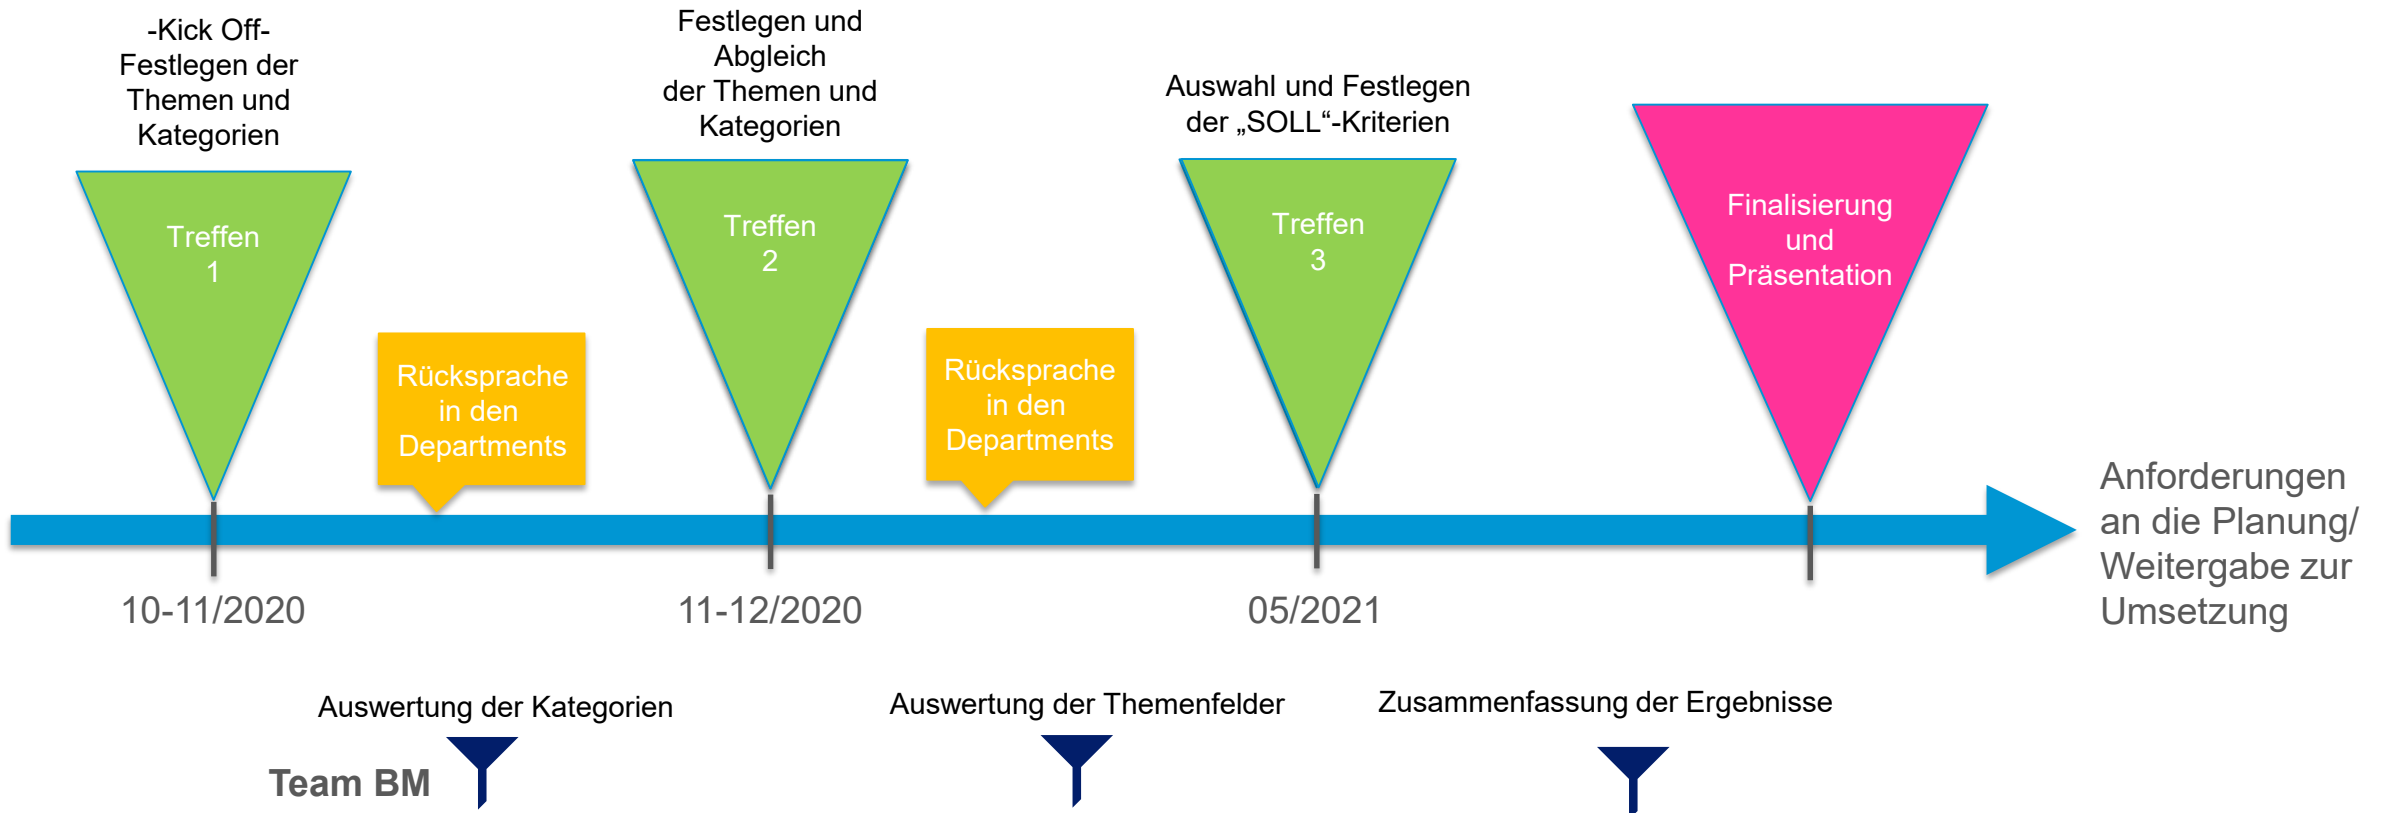 -Kick Off-
Festlegen der
Themen und
Kategorien
Festlegen und
Abgleich
der Themen und
Kategorien
Auswahl und Festlegen
der „SOLL“-Kriterien
Treffen
1
Treffen
2
Treffen
3
Finalisierung
und
Präsentation
Rücksprache
in den
Departments
Rücksprache
in den
Departments
Anforderungen
an die Planung/
Weitergabe zur
Umsetzung
10-11/2020
11-12/2020
05/2021
Auswertung der Kategorien
Auswertung der Themenfelder
Zusammenfassung der Ergebnisse
Team BM